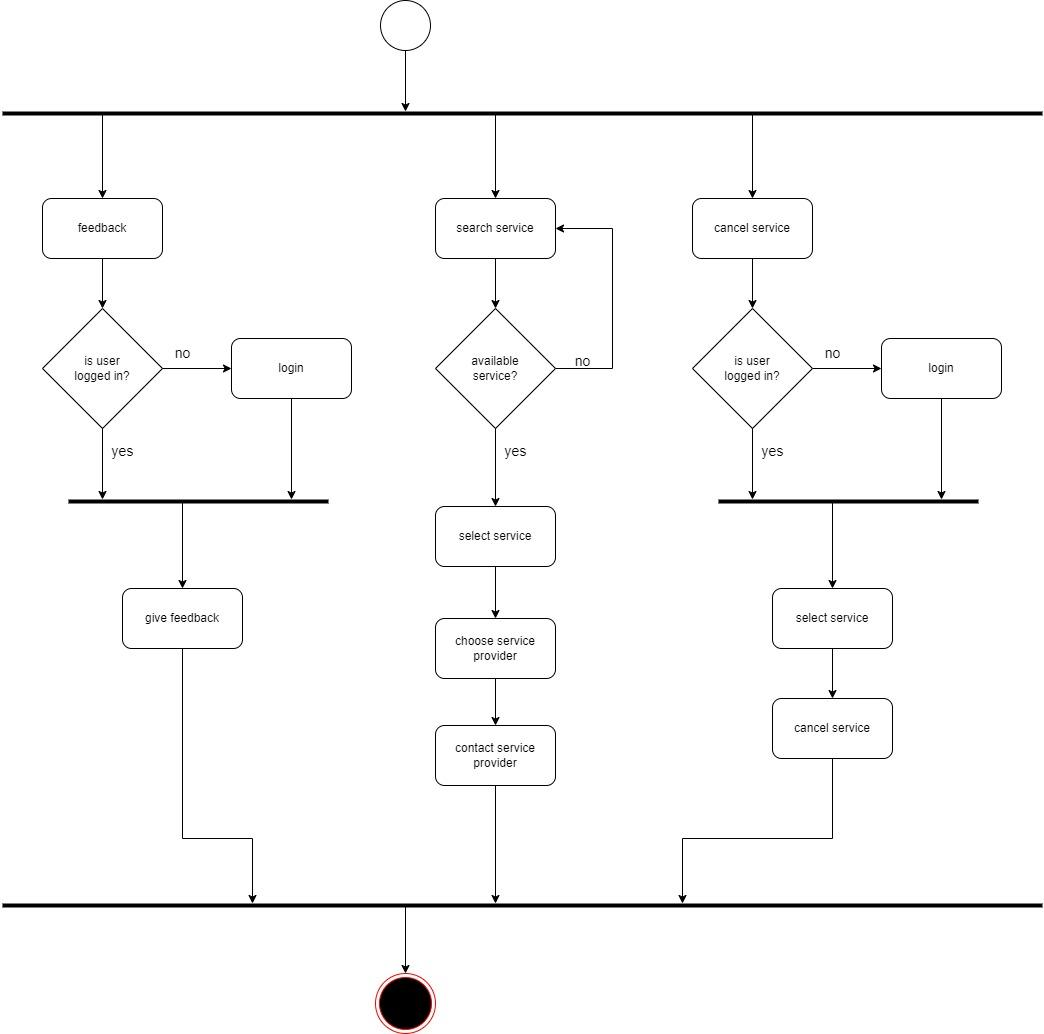 feedback
search service
cancel service
is user
logged in?
no
login
available
service?
no
is user
logged in?
no
login
yes
yes
yes
select service
give feedback
select service
choose service
provider
cancel service
contact service
provider